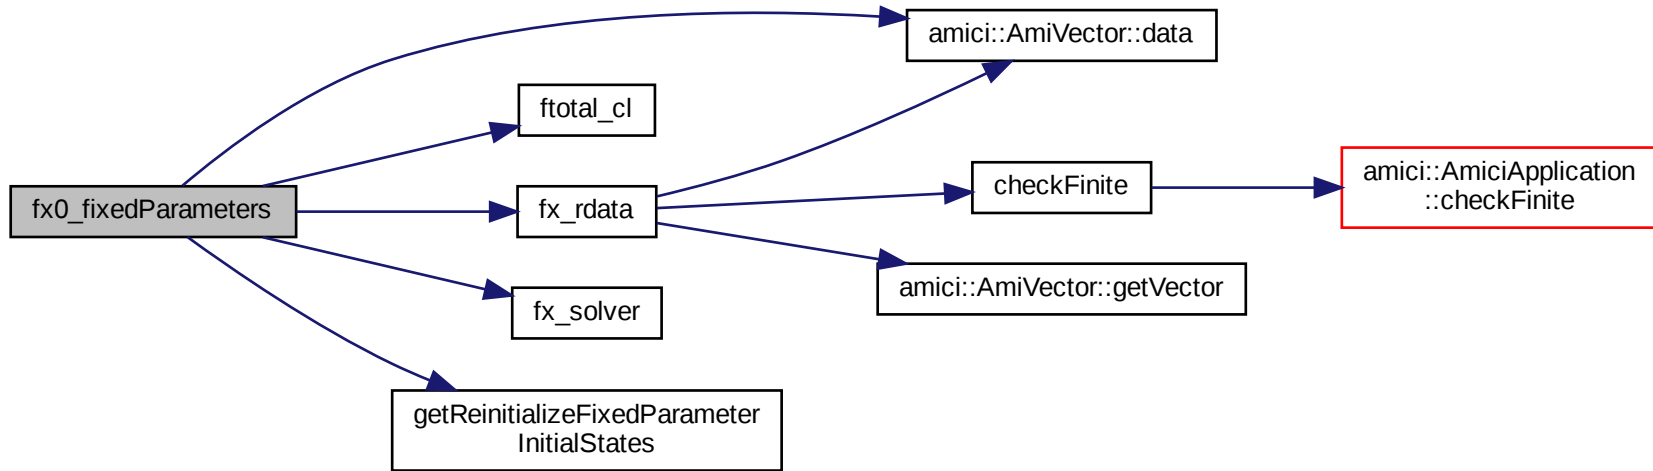 amici::AmiVector::data
ftotal_cl
fx0_fixedParameters
fx_rdata
checkFinite
amici::AmiciApplication
::checkFinite
amici::AmiVector::getVector
fx_solver
getReinitializeFixedParameter
InitialStates